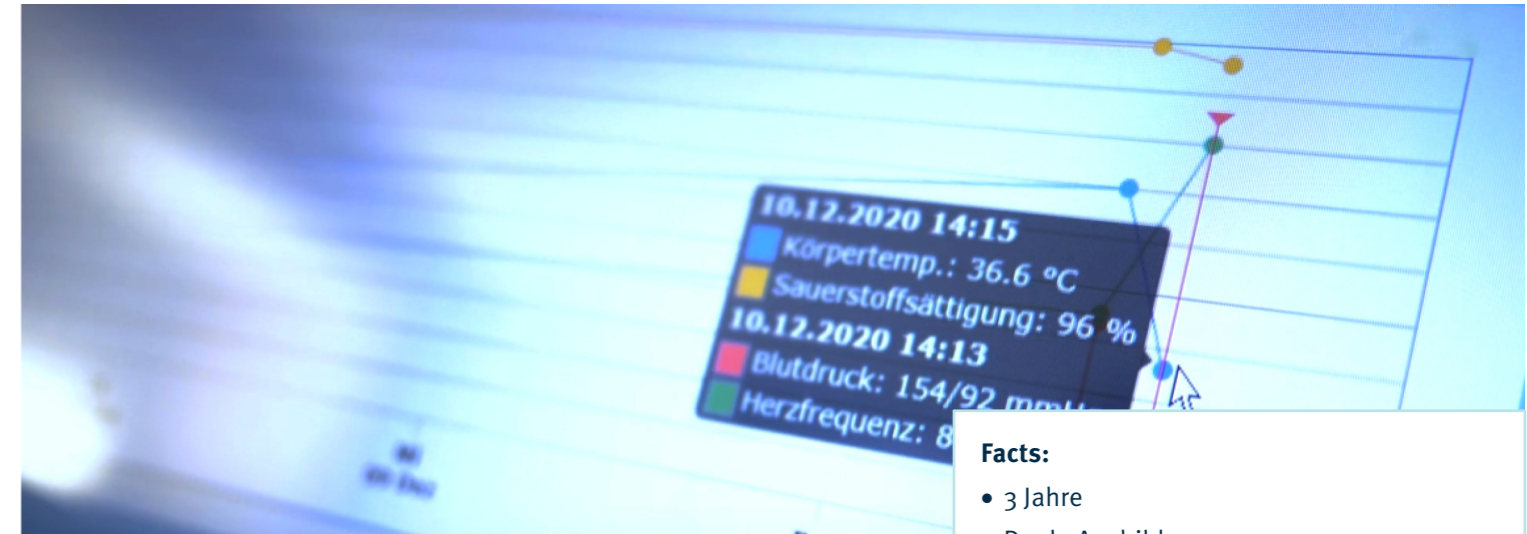 10.12.2020 14:15
Körpertemp.: 36.6 °C
Sauerstoffsättigung: 96 %
10.12.2020 14:13
Blutdruck: 154/92
Herzfrequenz: 8
Facts:
• 3 Jahre